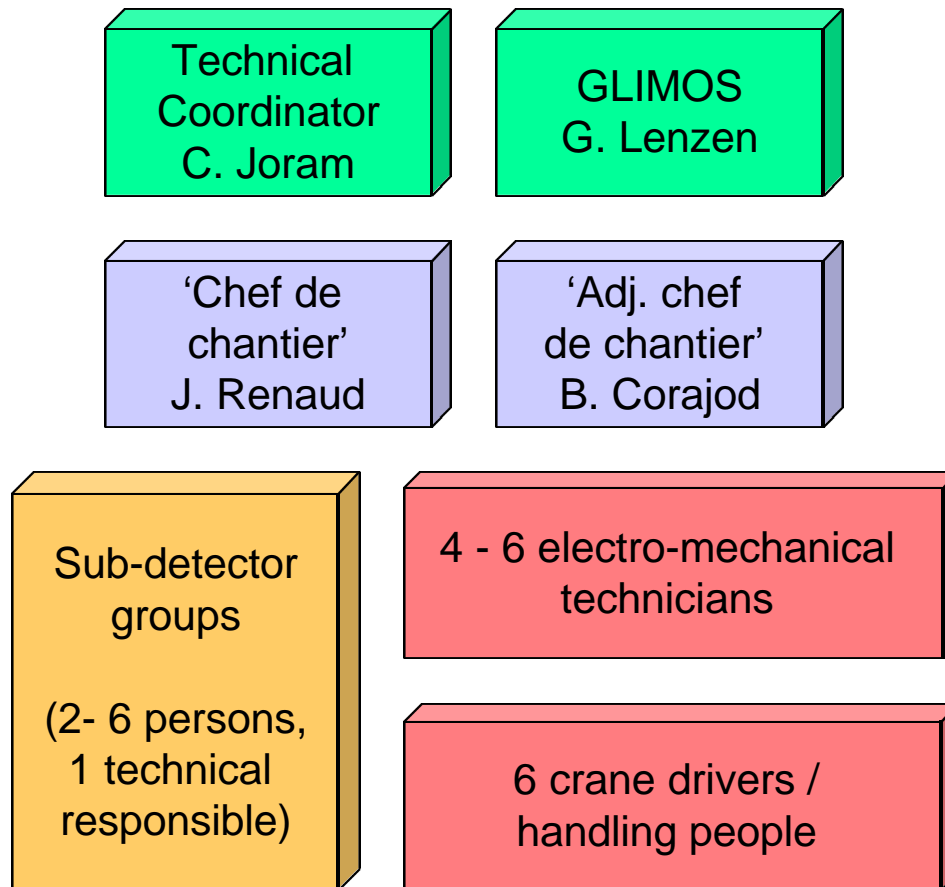 Technical
Coordinator
C. Joram
GLIMOS
G. Lenzen
‘Chef de
chantier’
J. Renaud
‘Adj. chef
de chantier’
B. Corajod
Sub-detector
groups
(2- 6 persons,
1 technical
responsible)
4 - 6 electro-mechanical
technicians
6 crane drivers /
handling people